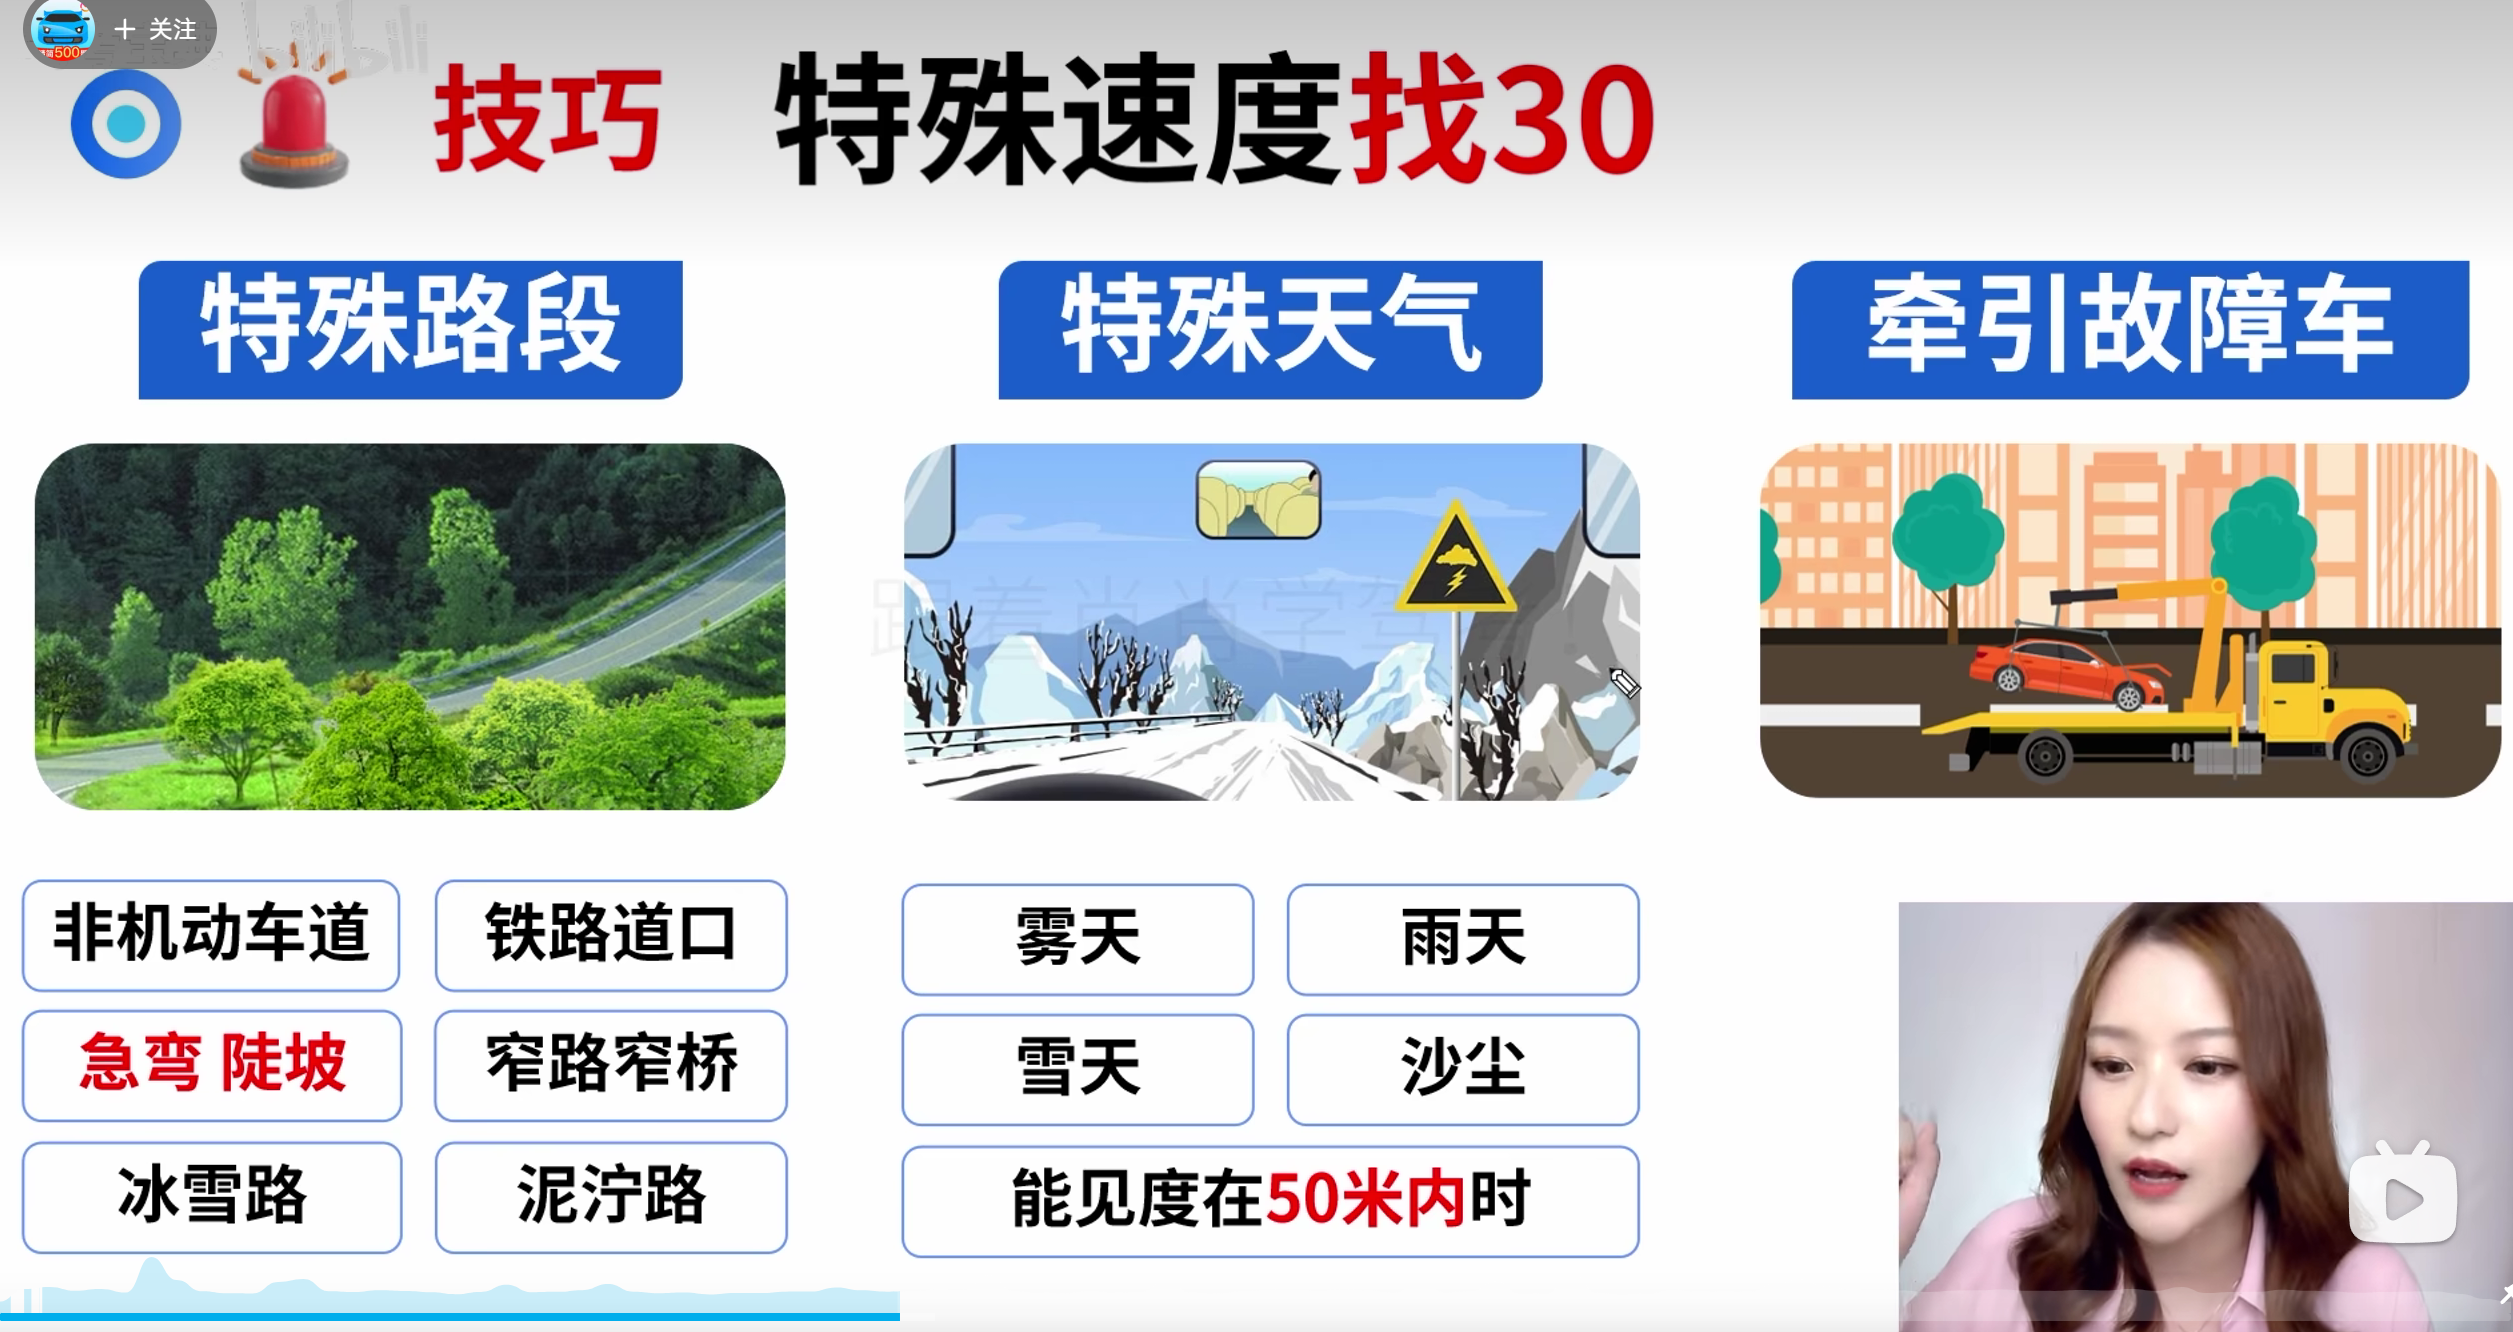 + 关注
bilibili
500
技巧 特殊速度找30
特殊路段
特殊天气
牵引故障车
非机动车道
铁路道口
急弯 陡坡
窄路窄桥
冰雪路
泥泞路
雾天
雨天
雪天
沙尘
能见度在50米内时